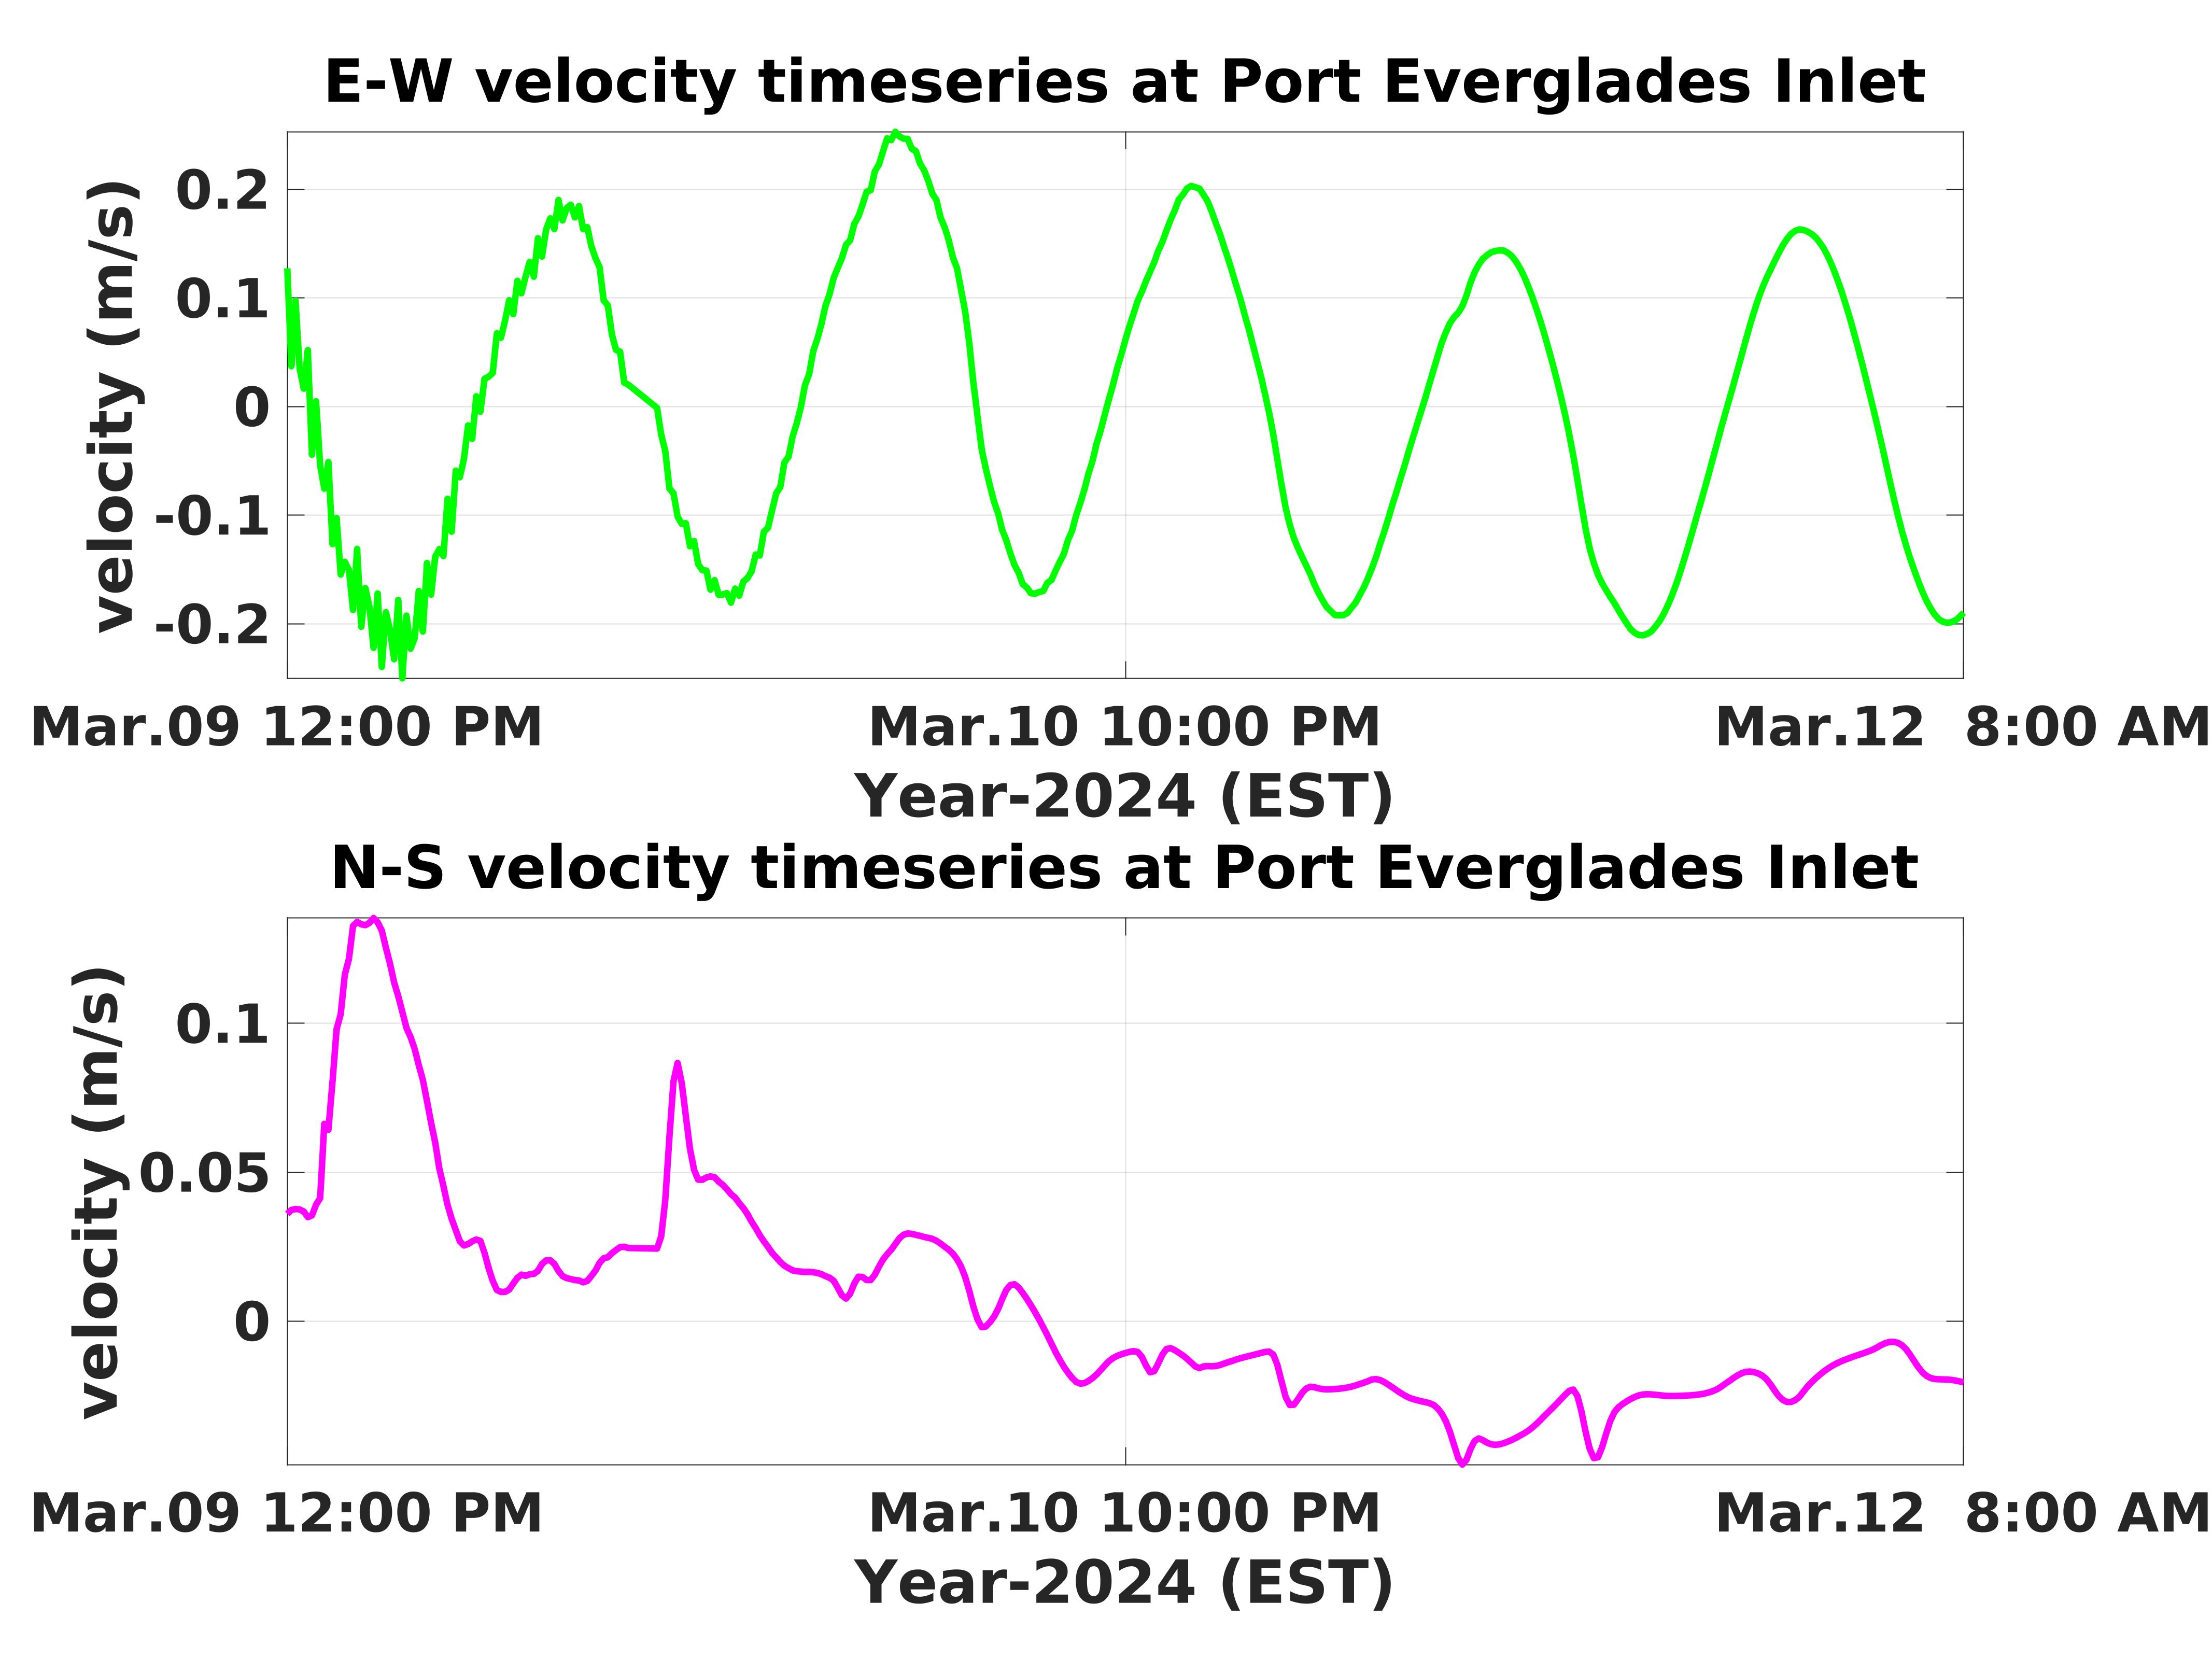 E-W velocity timeseries at Port Everglades Inlet
velocity (m/s)
0.2
0.1
0
-0.1
-0.2
Mar.09 12:00 PM Mar.10 10:00 PM Mar.12  8:00 AM
Year-2024 (EST)
N-S velocity timeseries at Port Everglades Inlet
velocity (m/s)
0.1
0.05
0
Mar.09 12:00 PM Mar.10 10:00 PM Mar.12  8:00 AM
Year-2024 (EST)